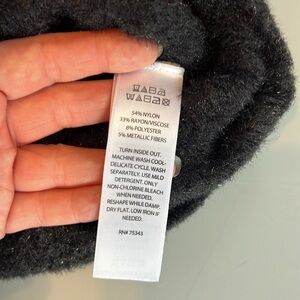 54% NYLON
33% RAYON/VISCOSE
8% POLYESTER
5% METALLIC FIBERS
TURN INSIDE OUT.
MACHINE WASH COOL-
DELICATE CYCLE. WASH
SEPARATELY. USE MILD
DETERGENT. ONLY
NON-CHLORINE BLEACH
WHEN NEEDED.
RESHAPE WHILE DAMP.
DRY FLAT. LOW IRON IF
NEEDED.
RN# 75343